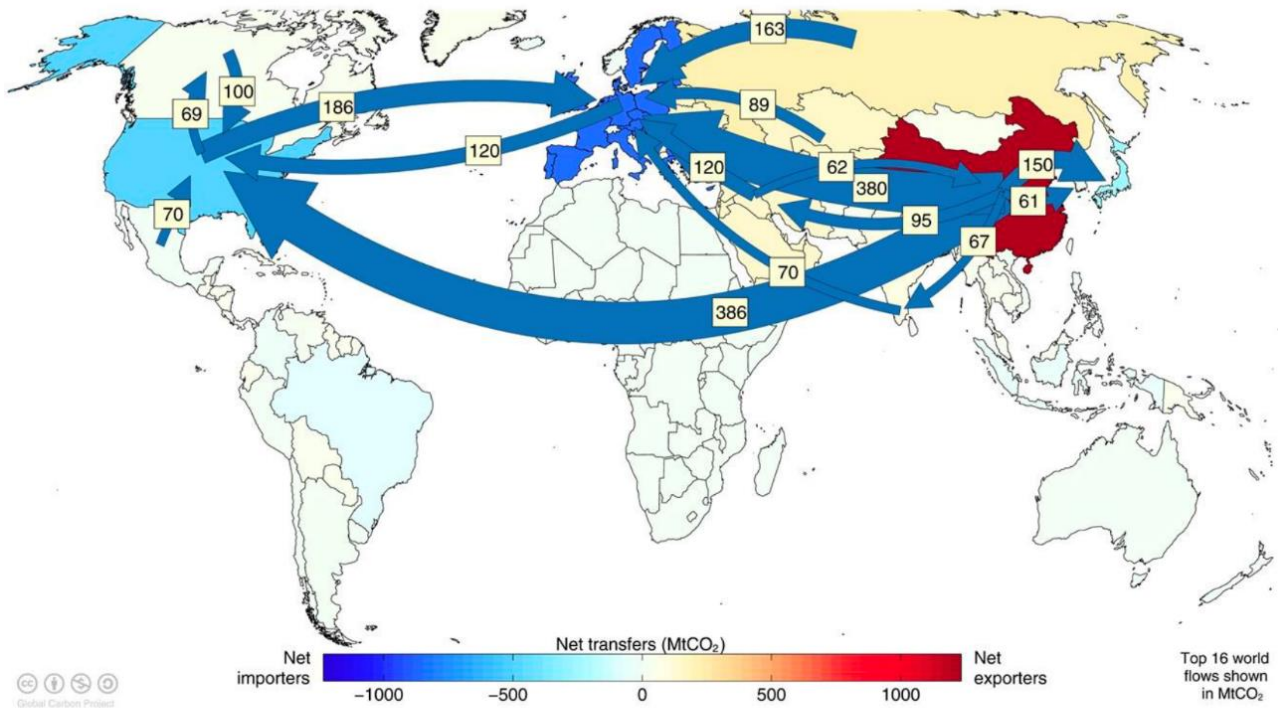 163
100
69
186
89
120
120
62
150
380
61
70
95
67
70
386
Net transfers (MtCO₂)
Net
importers
−1000
−500
0
500
1000
Net
exporters
Top 16 world
flows shown
in MtCO₂
cc
Global Carbon Project